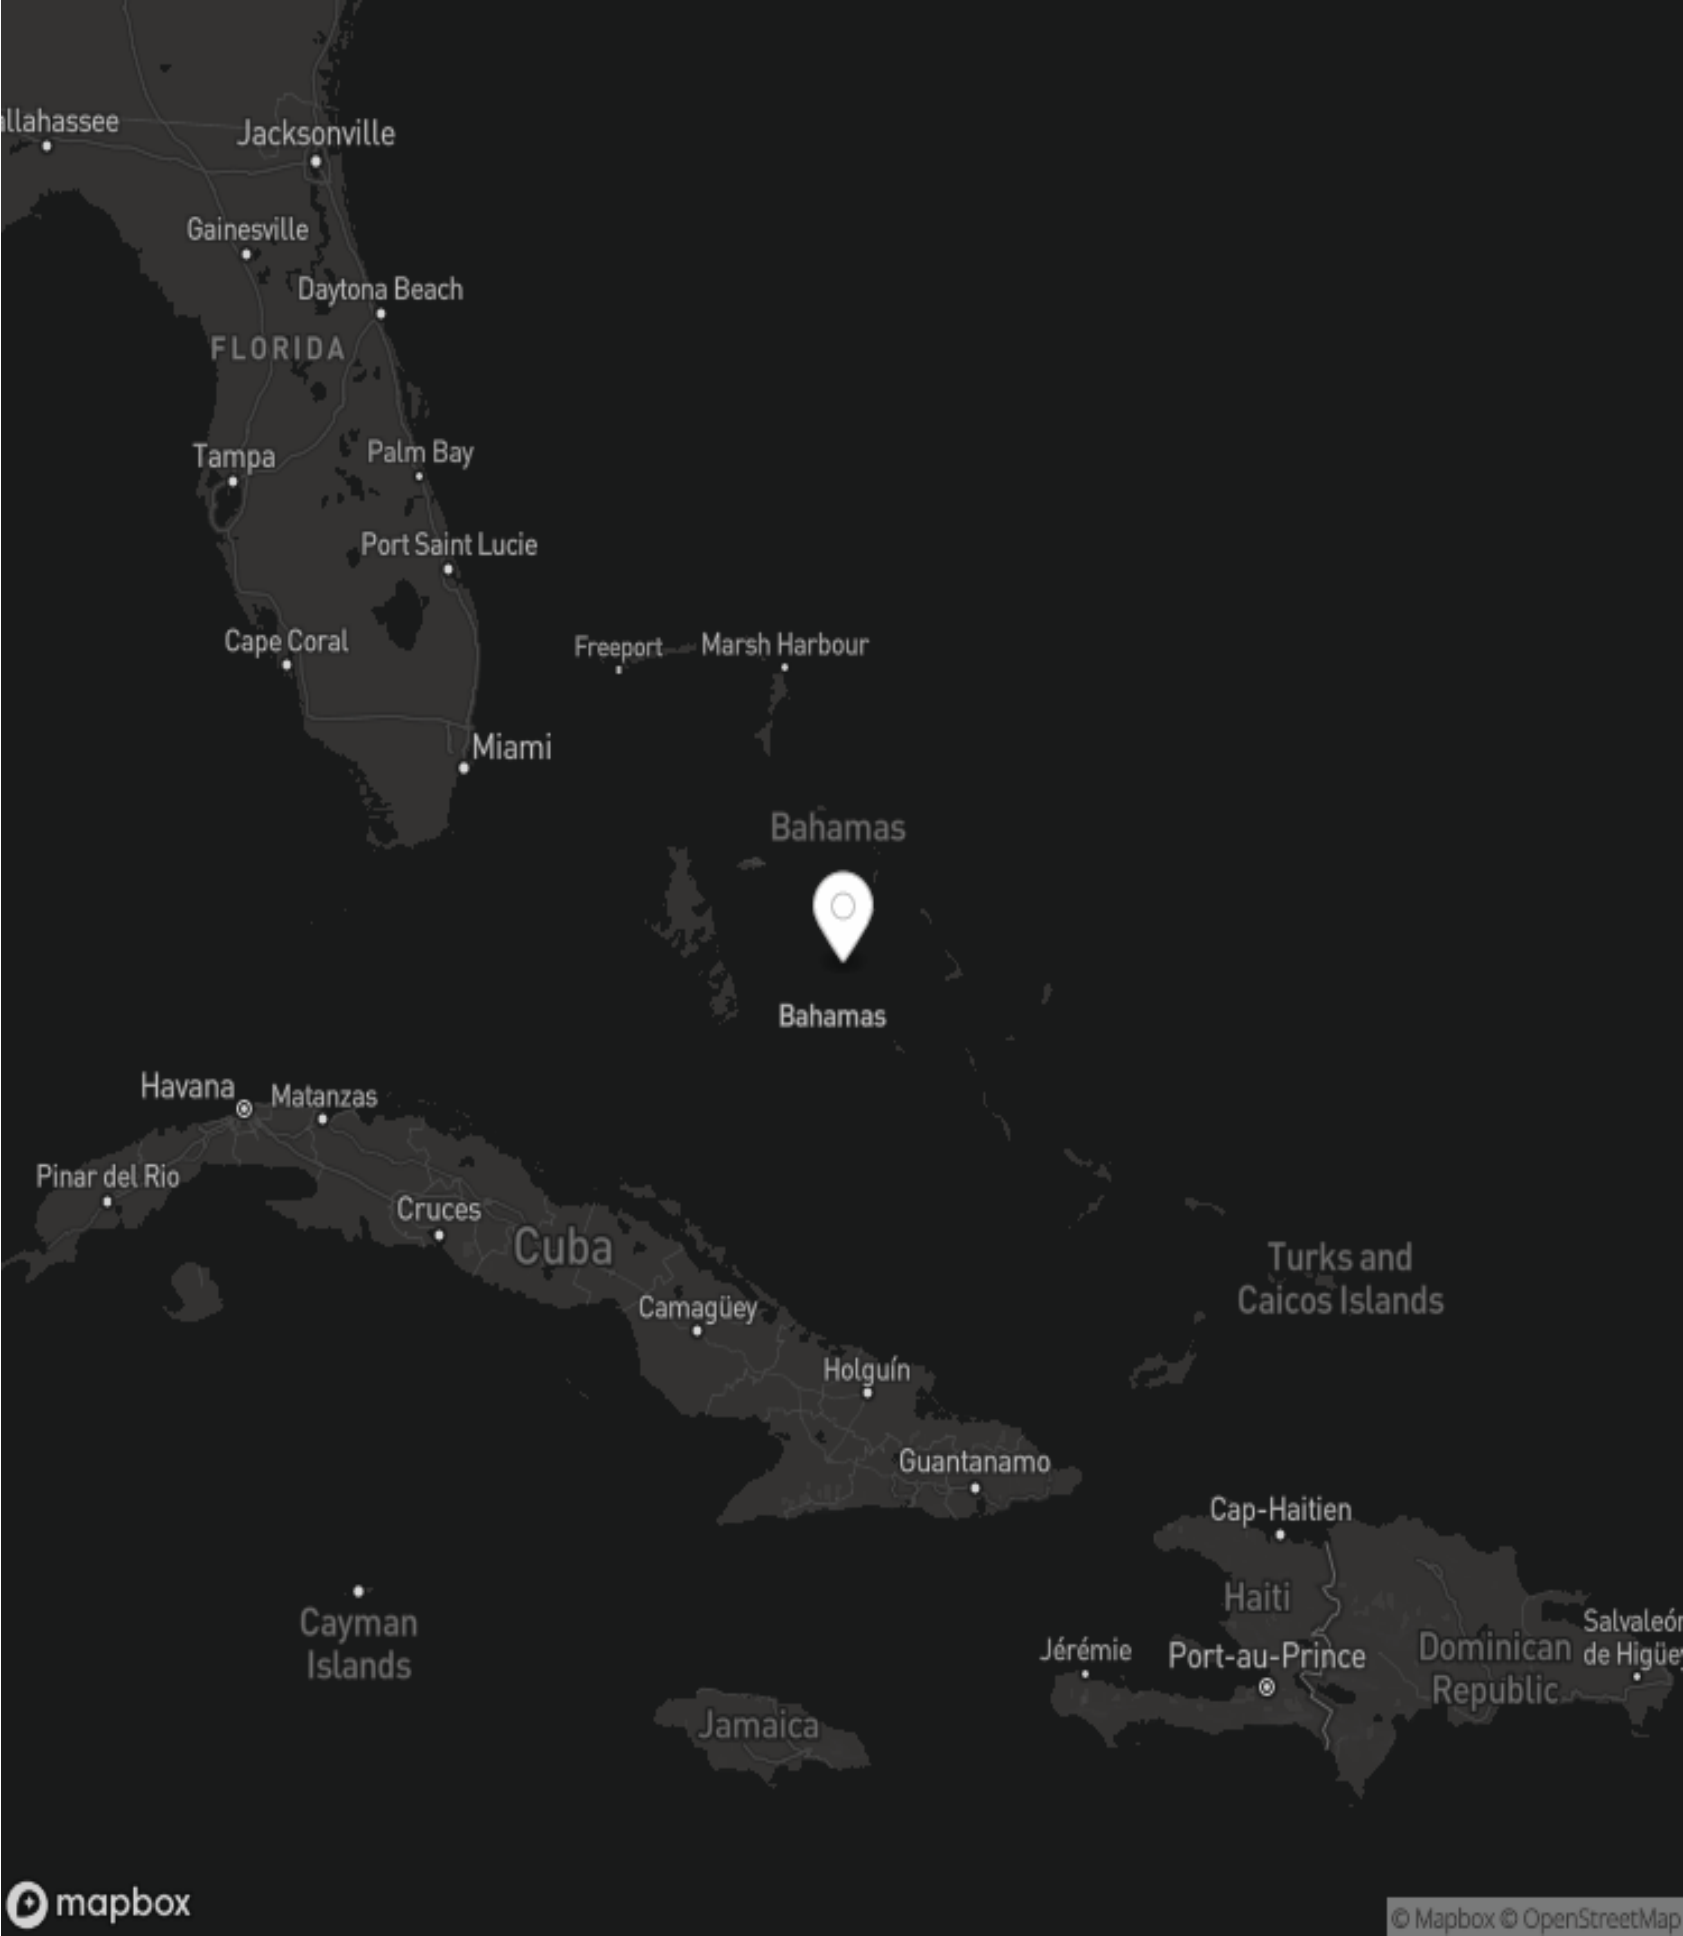 allahassee
Jacksonville
Gainesville
Daytona Beach
FLORIDA
Tampa
Palm Bay
Port Saint Lucie
Cape Coral
Freeport
Marsh Harbour
Miami
Bahamas
Bahamas
Havana
Matanzas
Pinar del Rio
Cruces
Cuba
Turks and
Caicos Islands
Camagüey
Holguín
Guantanamo
Cap-Haitien
Haiti
Cayman
Islands
Jérémie
Port-au-Prince
Dominican
Republic
Salvaleón
de Higüey
Jamaica
mapbox
© Mapbox © OpenStreetMap